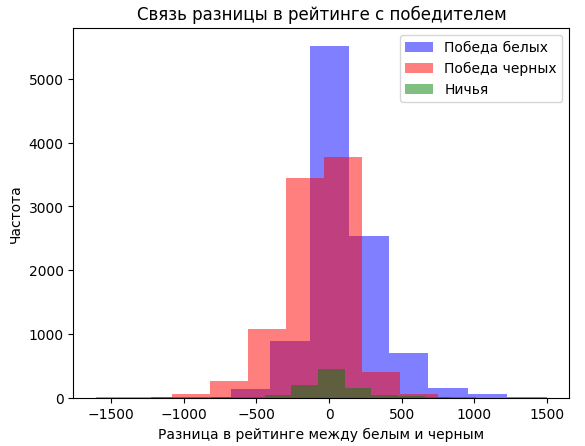 Связь разницы в рейтинге с победителем
Победа белых
Победа черных
Ничья
Частота
5000
4000
3000
2000
1000
0
−1500
−1000
−500
0
500
1000
1500
Разница в рейтинге между белым и черным